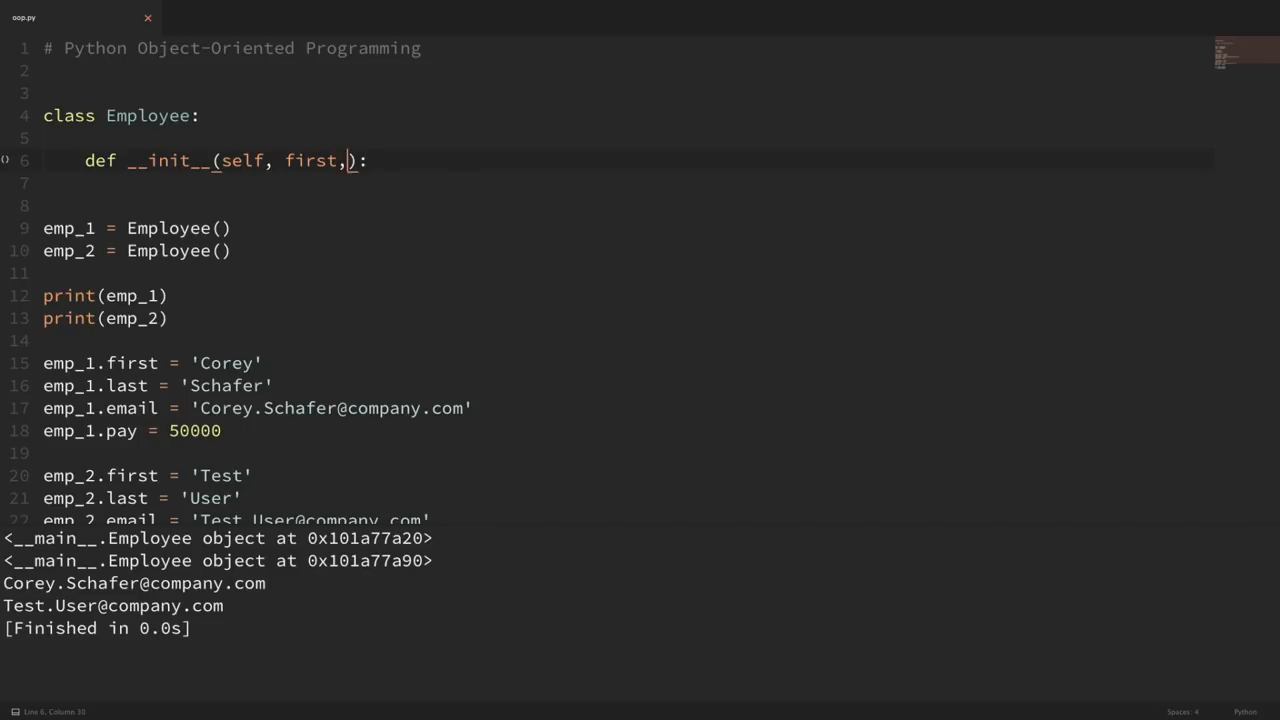 oop.py
1 # Python Object-Oriented Programming
2
3
4 class Employee:
5
() 6 def __init__(self, first,):
7
8
9 emp_1 = Employee()
10 emp_2 = Employee()
11
12 print(emp_1)
13 print(emp_2)
14
15 emp_1.first = 'Corey'
16 emp_1.last = 'Schafer'
17 emp_1.email = 'Corey.Schafer@company.com'
18 emp_1.pay = 50000
19
20 emp_2.first = 'Test'
21 emp_2.last = 'User'
22 emp_2.email = 'Test.User@company.com'
<__main__.Employee object at 0x101a77a20>
<__main__.Employee object at 0x101a77a90>
Corey.Schafer@company.com
Test.User@company.com
[Finished in 0.0s]
Line 6, Column 30
Spaces: 4
Python